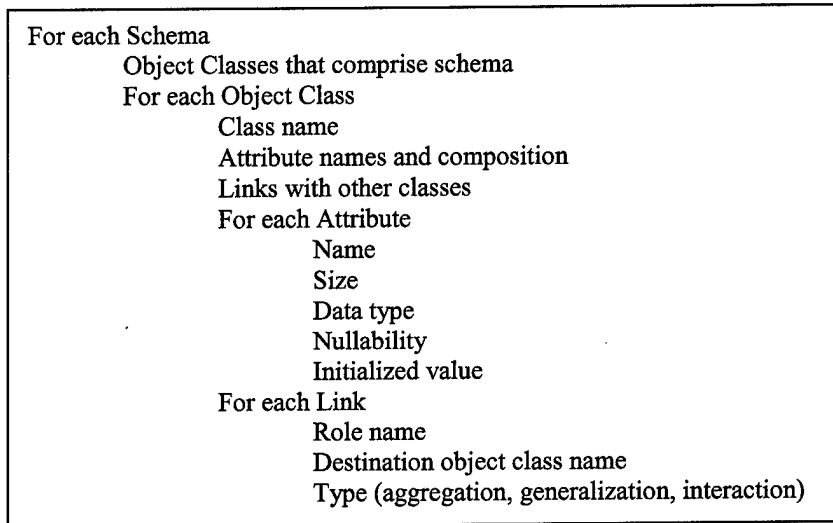 For each Schema
Object Classes that comprise schema
For each Object Class
Class name
Attribute names and composition
Links with other classes
For each Attribute
Name
Size
Data type
Nullability
Initialized value
For each Link
Role name
Destination object class name
Type (aggregation, generalization, interaction)